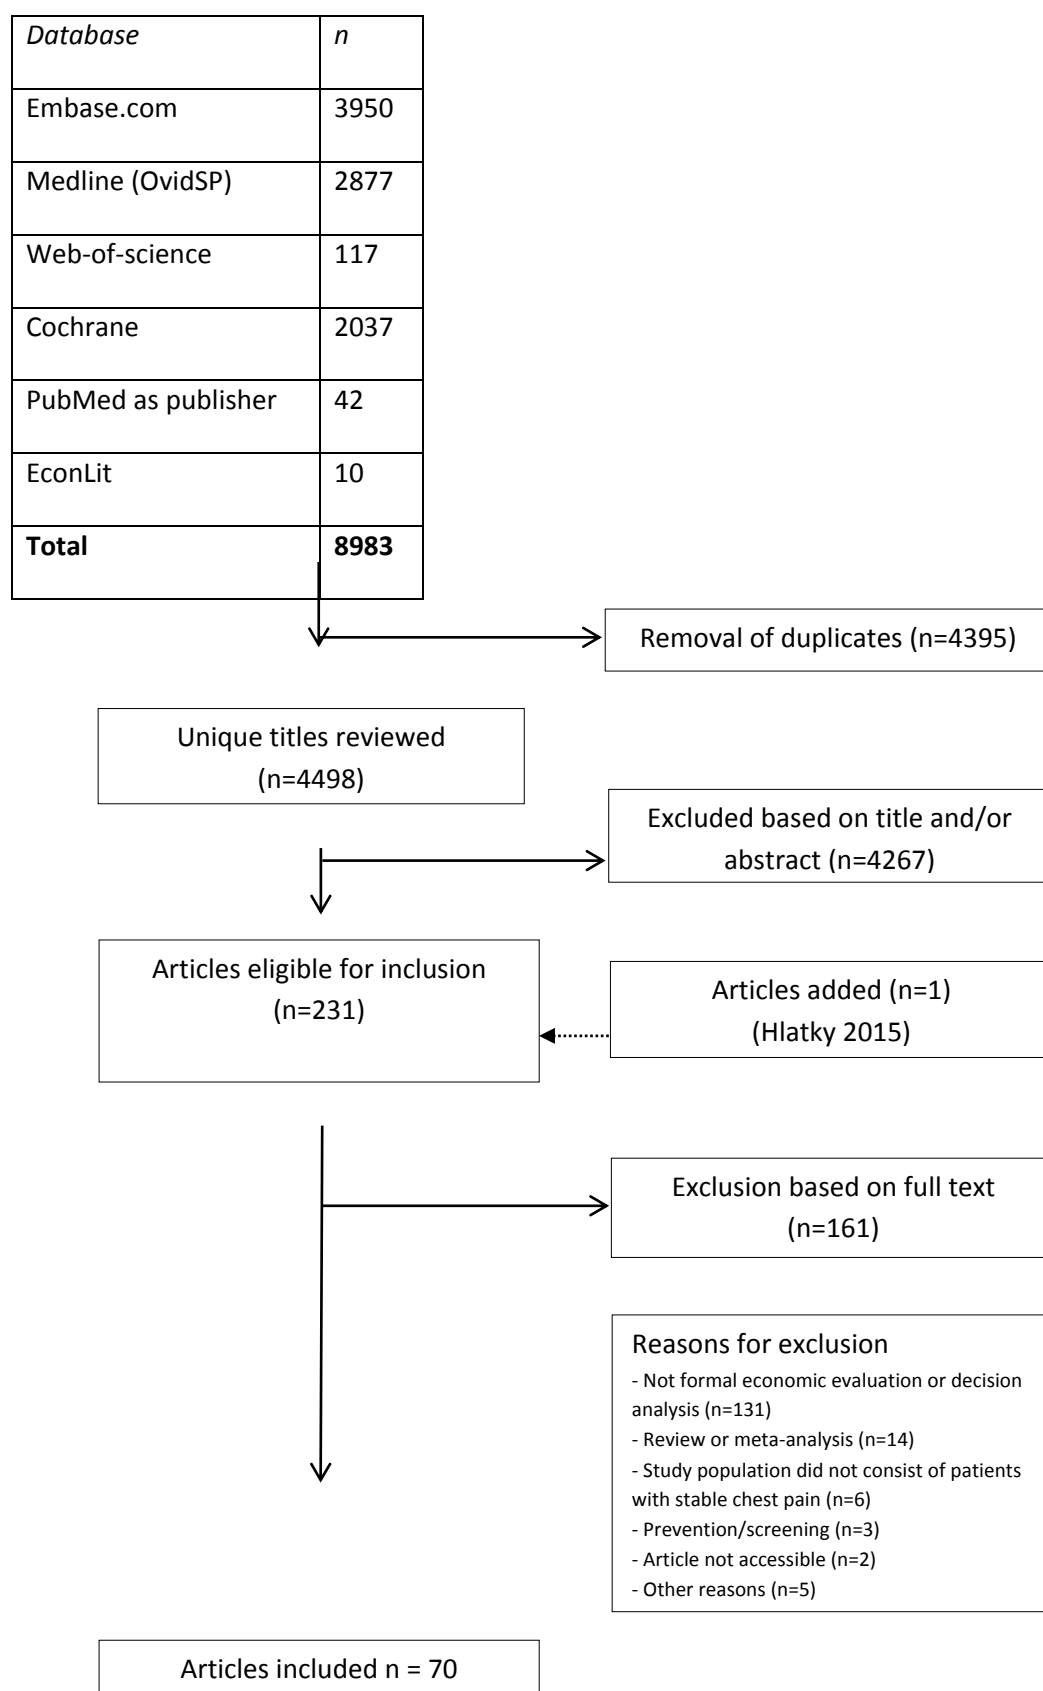 Database n
Embase.com 3950
Medline (OvidSP) 2877
Web-of-science 117
Cochrane 2037
PubMed as publisher 42
EconLit 10
Total 8983
Removal of duplicates (n=4395)
Unique titles reviewed
(n=4498)
Excluded based on title and/or
abstract (n=4267)
Articles eligible for inclusion
(n=231)
Articles added (n=1)
(Hlatky 2015)
Exclusion based on full text
(n=161)
Reasons for exclusion
- Not formal economic evaluation or decision
analysis (n=131)
- Review or meta-analysis (n=14)
- Study population did not consist of patients
with stable chest pain (n=6)
- Prevention/screening (n=3)
- Article not accessible (n=2)
- Other reasons (n=5)
Articles included n = 70